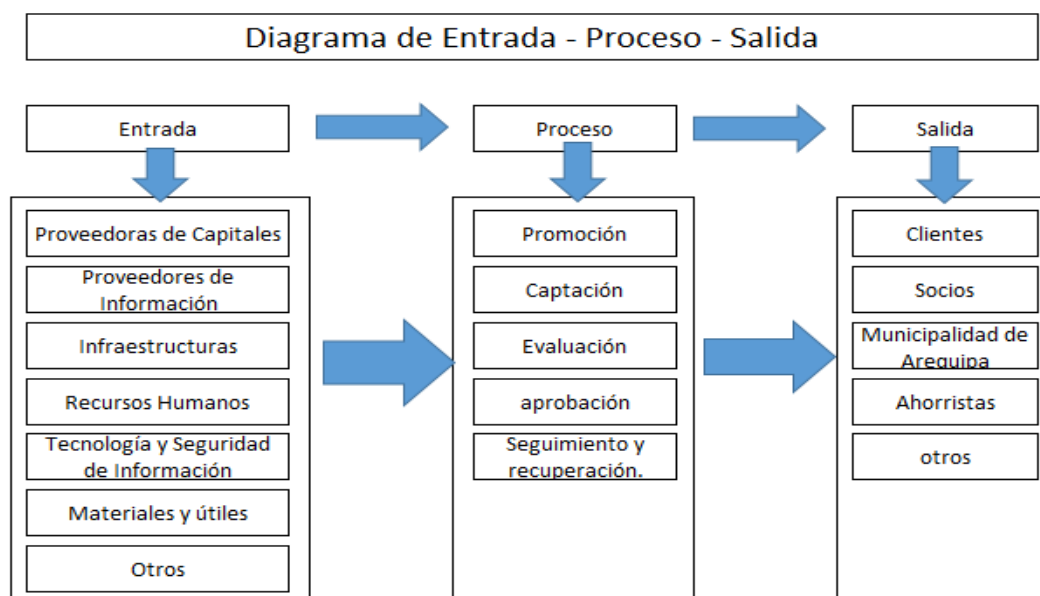 Diagrama de Entrada - Proceso - Salida
Entrada
Proceso
Salida
Proveedoras de Capitales
Proveedores de
Información
Infraestructuras
Recursos Humanos
Tecnología y Seguridad
de Información
Materiales y útiles
Otros
Promoción
Captación
Evaluación
aprobación
Seguimiento y
recuperación.
Clientes
Socios
Municipalidad de
Arequipa
Ahorristas
otros